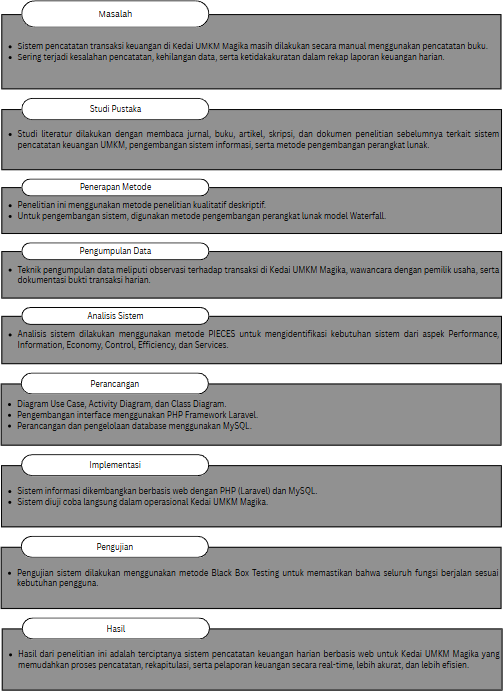 Masalah
• Sistem pencatatan transaksi keuangan di Kedai UMKM Magika masih dilakukan secara manual menggunakan pencatatan buku.
• Sering terjadi kesalahan pencatatan, kehilangan data, serta ketidakakuratan dalam rekap laporan keuangan harian.
Studi Pustaka
• Studi literatur dilakukan dengan membaca jurnal, buku, artikel, skripsi, dan dokumen penelitian sebelumnya terkait sistem
pencatatan keuangan UMKM, pengembangan sistem informasi, serta metode pengembangan perangkat lunak.
Penerapan Metode
• Penelitian ini menggunakan metode penelitian kualitatif deskriptif.
• Untuk pengembangan sistem, digunakan metode pengembangan perangkat lunak model Waterfall.
Pengumpulan Data
• Teknik pengumpulan data meliputi observasi terhadap transaksi di Kedai UMKM Magika, wawancara dengan pemilik usaha, serta
dokumentasi bukti transaksi harian.
Analisis Sistem
• Analisis sistem dilakukan menggunakan metode PIECES untuk mengidentifikasi kebutuhan sistem dari aspek Performance,
Information, Economy, Control, Efficiency, dan Services.
Perancangan
• Diagram Use Case, Activity Diagram, dan Class Diagram.
• Pengembangan interface menggunakan PHP Framework Laravel.
• Perancangan dan pengelolaan database menggunakan MySQL.
Implementasi
• Sistem informasi dikembangkan berbasis web dengan PHP (Laravel) dan MySQL.
• Sistem diuji coba langsung dalam operasional Kedai UMKM Magika.
Pengujian
• Pengujian sistem dilakukan menggunakan metode Black Box Testing untuk memastikan bahwa seluruh fungsi berjalan sesuai
kebutuhan pengguna.
Hasil
• Hasil dari penelitian ini adalah terciptanya sistem pencatatan keuangan harian berbasis web untuk Kedai UMKM Magika yang
memudahkan proses pencatatan, rekapitulasi, serta pelaporan keuangan secara real-time, lebih akurat, dan lebih efisien.